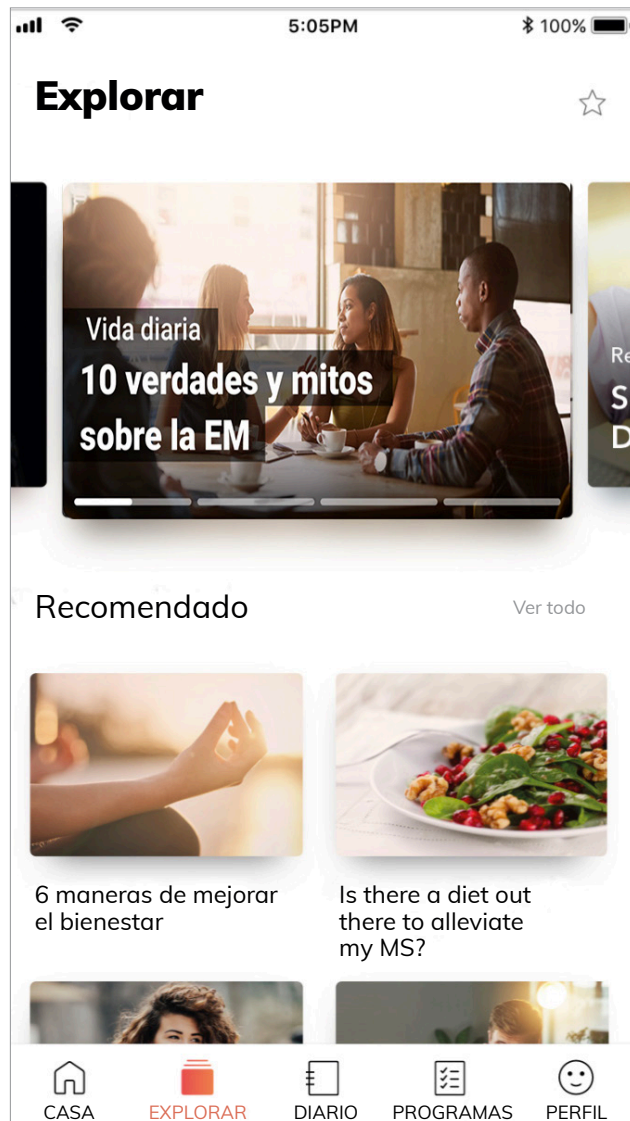 5:05PM
100%
Explorar
Vida diaria
10 verdades y mitos
sobre la EM
Re
S
D
Recomendado
Ver todo
6 maneras de mejorar
el bienestar
Is there a diet out
there to alleviate
my MS?
CASA
EXPLORAR
DIARIO
PROGRAMAS
PERFIL